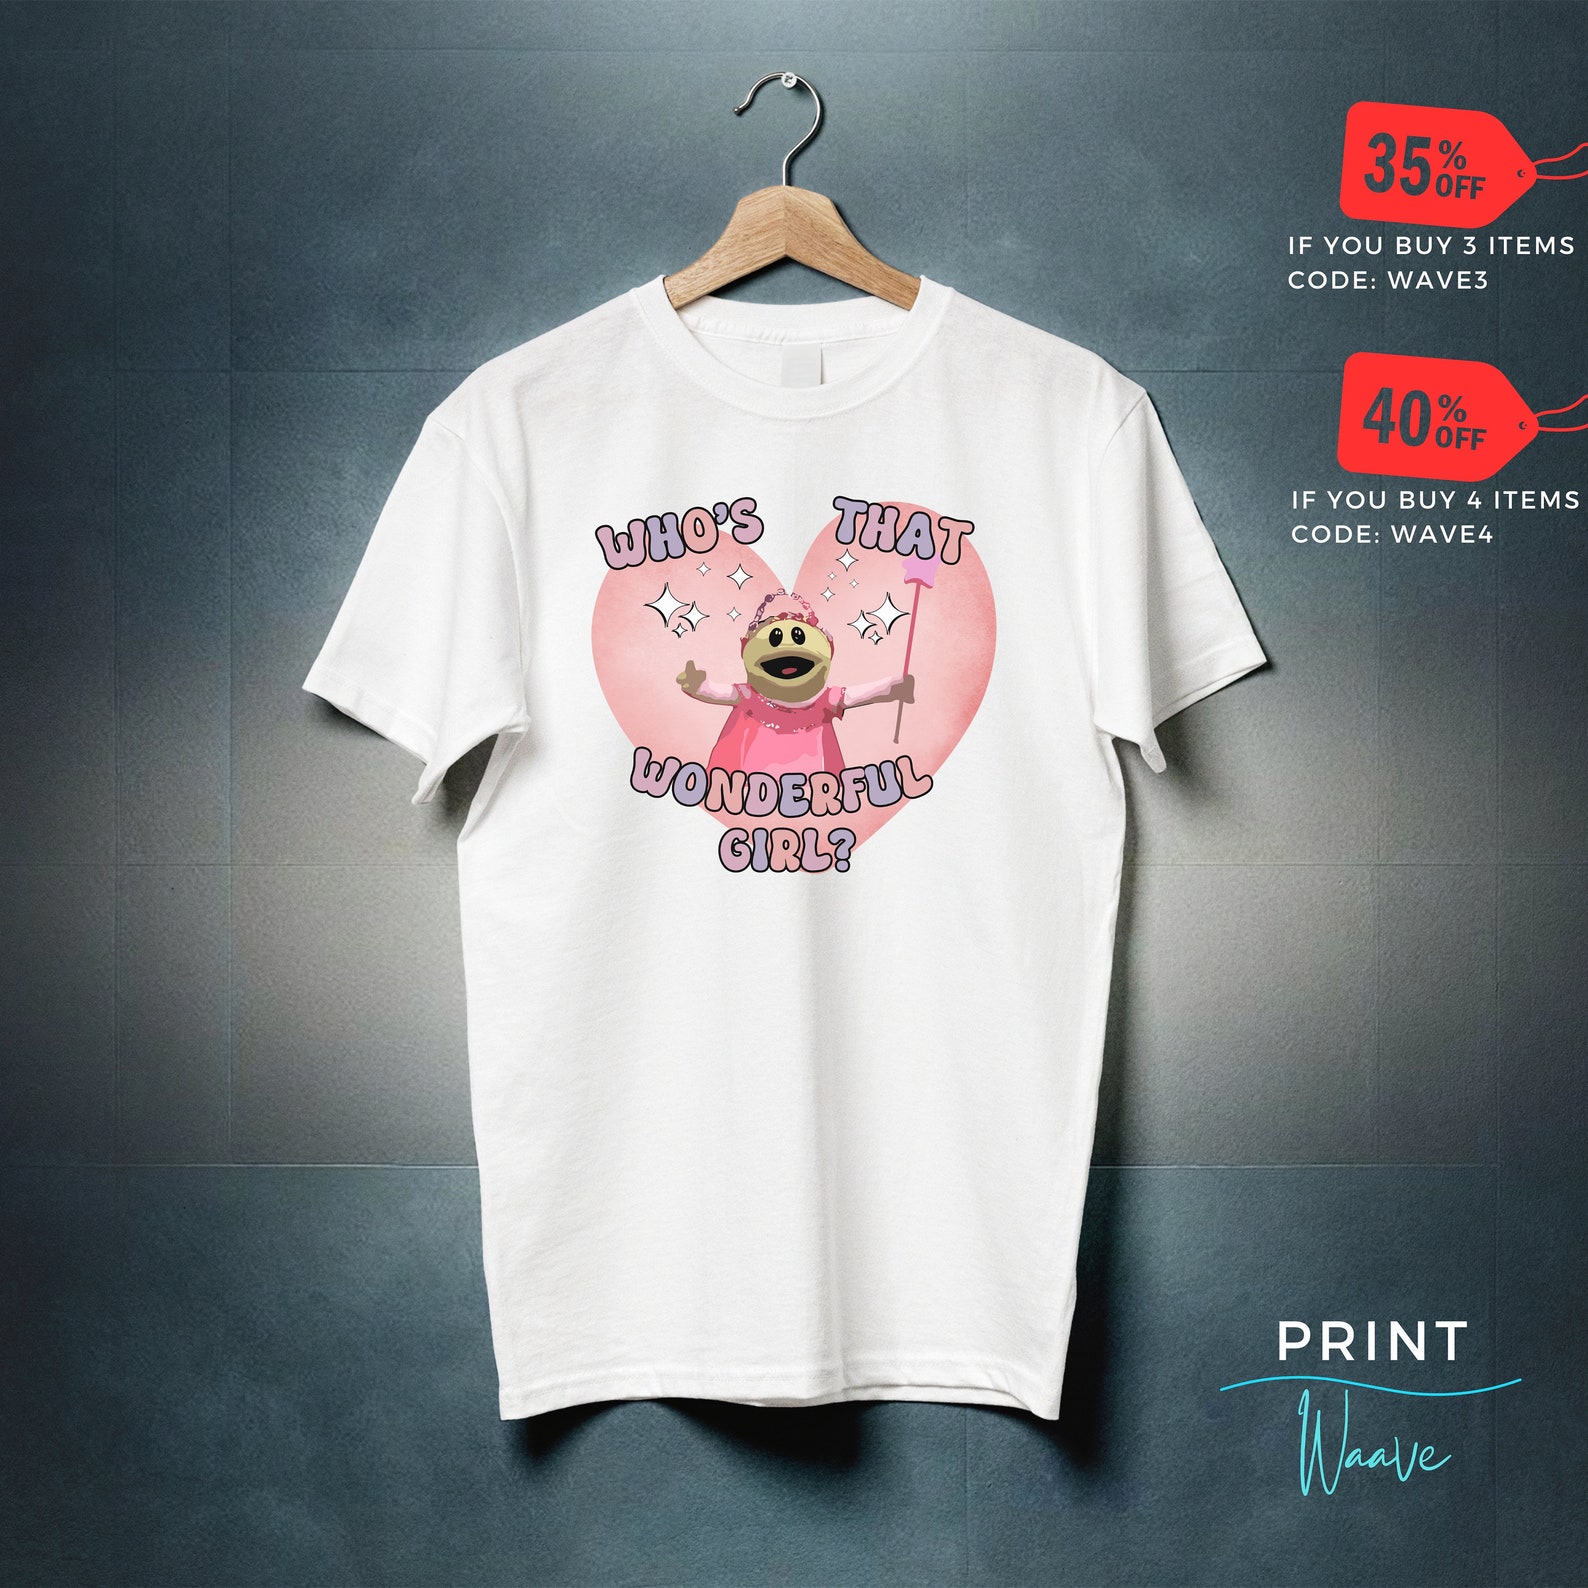 WHO'S THAT
WONDERFUL
GIRL?
35% OFF
IF YOU BUY 3 ITEMS
CODE: WAVE3
40% OFF
IF YOU BUY 4 ITEMS
CODE: WAVE4
PRINT
Waave